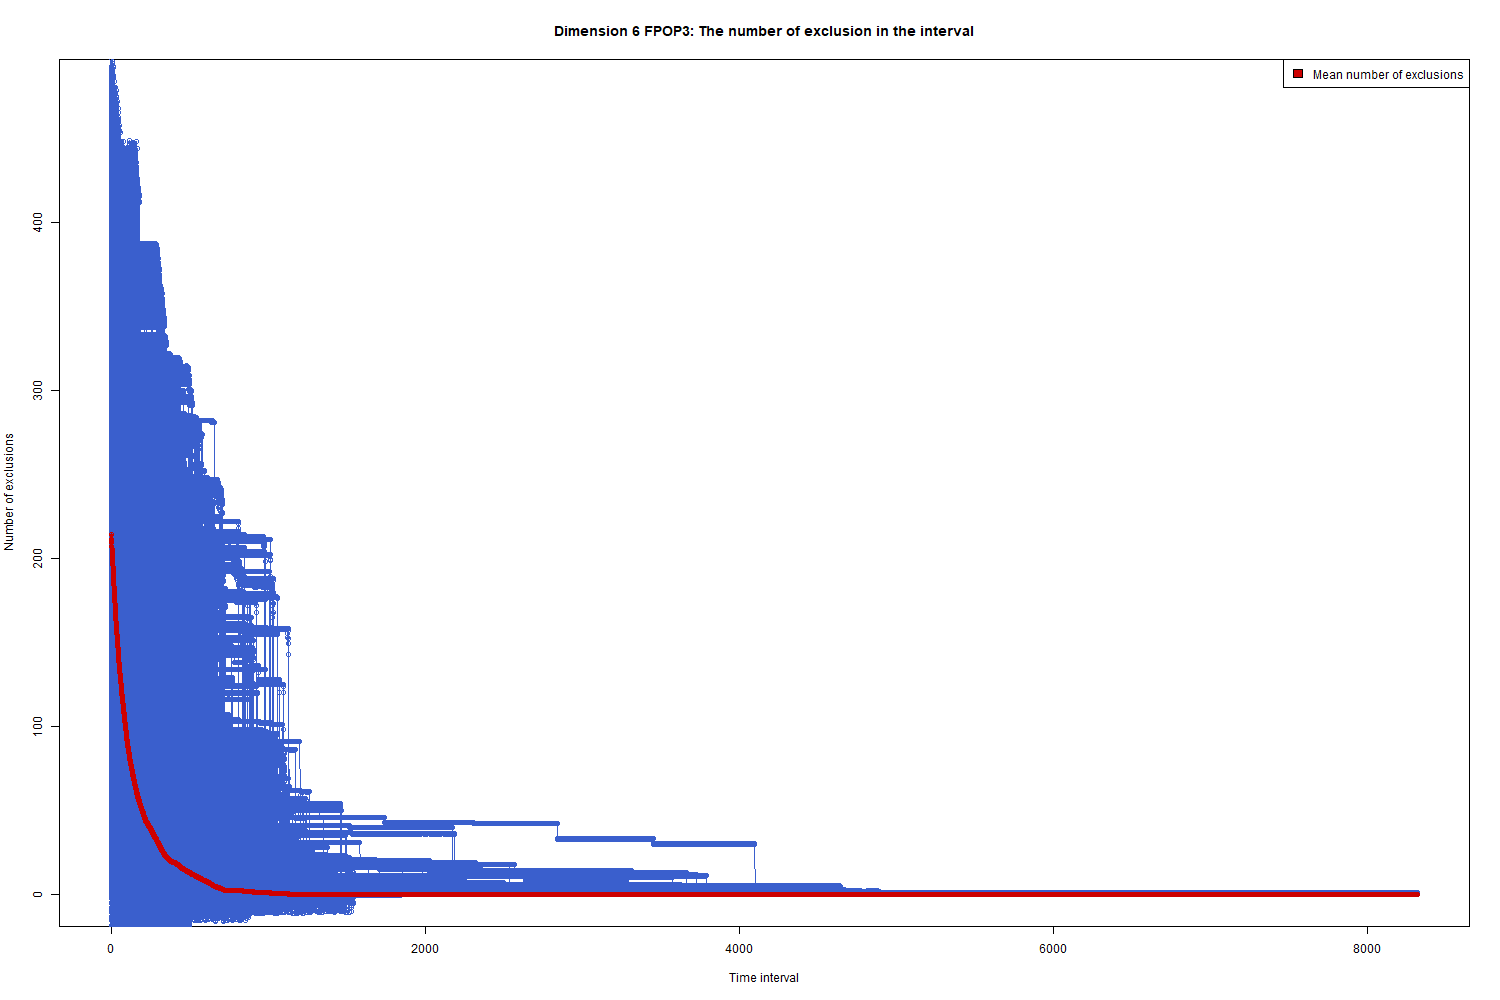 Dimension 6 FPOP3: The number of exclusion in the interval
Mean number of exclusions
Number of exclusions
400
300
200
100
0
0 2000 4000 6000 8000
Time interval